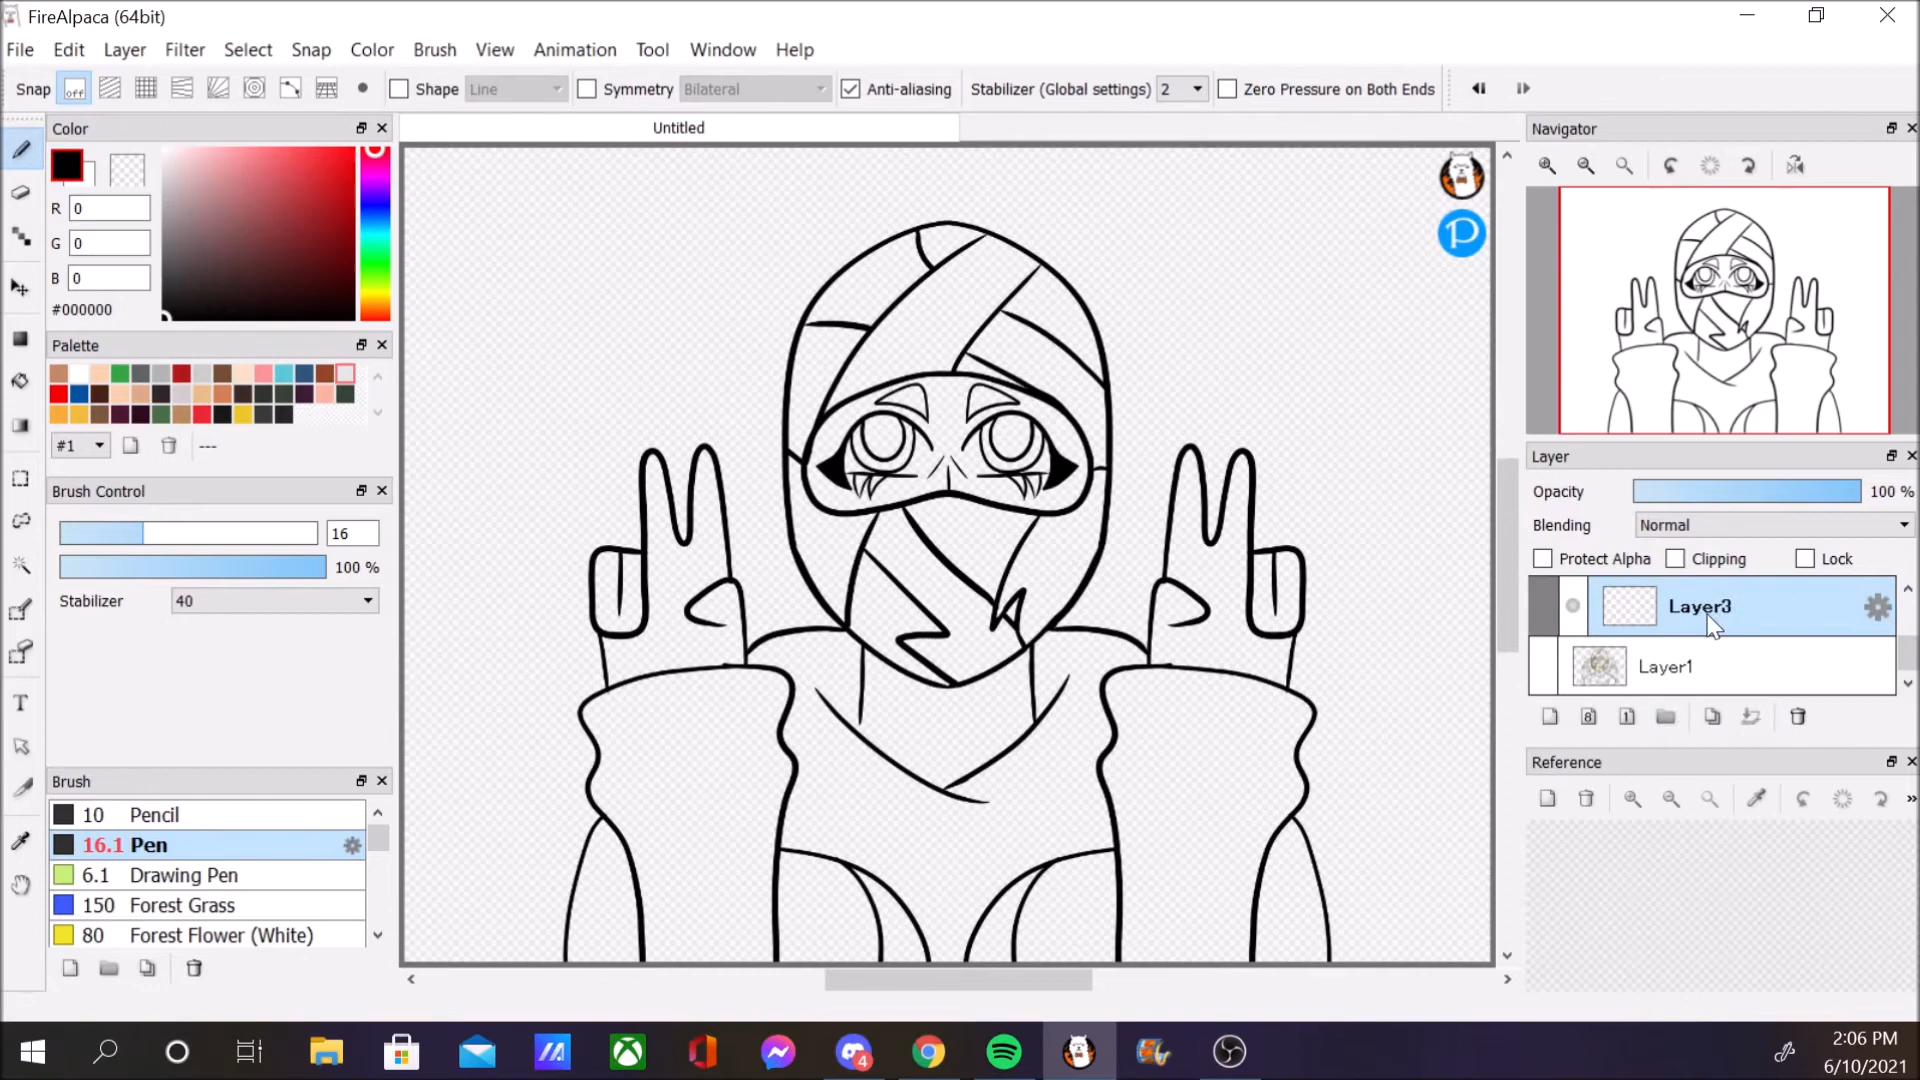 FireAlpaca (64bit)
File Edit Layer Filter Select Snap Color Brush View Animation Tool Window Help
Snap off Shape Line Symmetry Bilateral Anti-aliasing Stabilizer (Global settings) 2 Zero Pressure on Both Ends
Color
R 0
G 0
B 0
#000000
Palette
#1 ---
Brush Control
16
100 %
Stabilizer 40
Brush
10 Pencil
16.1 Pen
6.1 Drawing Pen
150 Forest Grass
80 Forest Flower (White)
Untitled
P
Navigator
Layer
Opacity 100 %
Blending Normal
Protect Alpha Clipping Lock
Layer3
Layer1
8 1
Reference
»
4
2:06 PM
6/10/2021